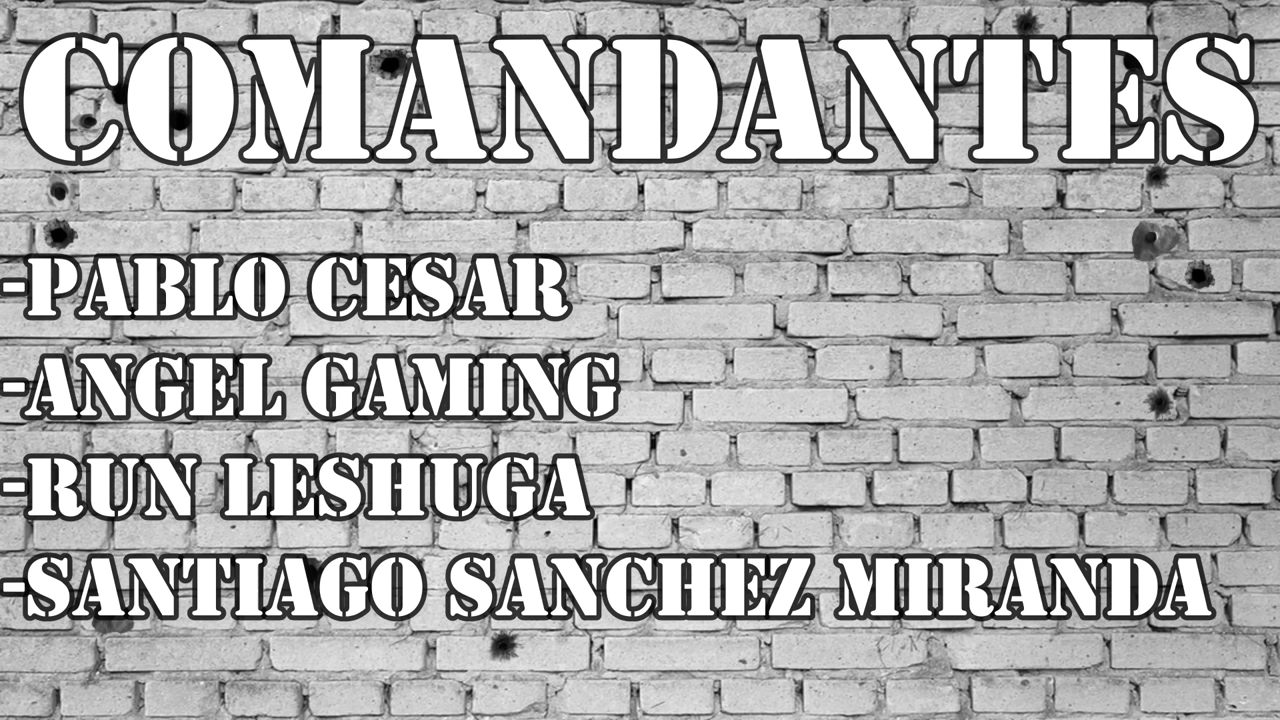 COMANDANTES
-PABLO CESAR
-ANGEL GAMING
-RUN LESHUGA
-SANTIAGO SANCHEZ MIRANDA